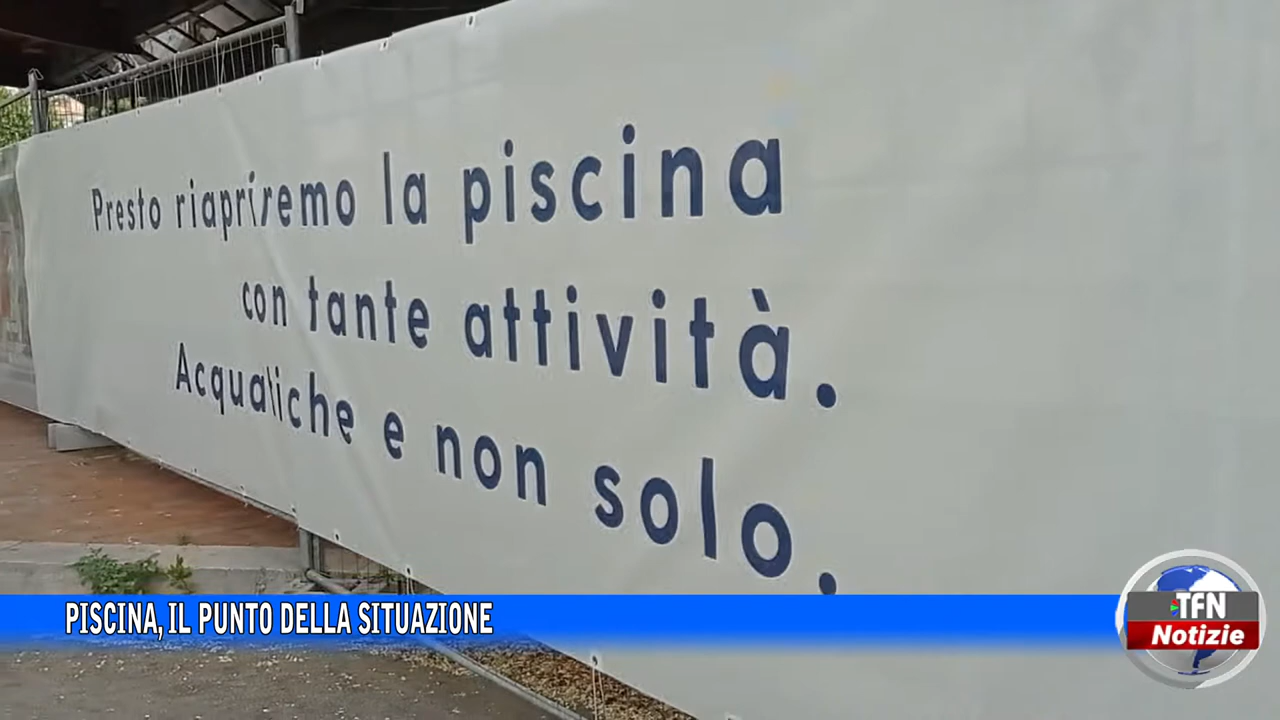 Presto riapriremo la piscina
con tante attività.
Acquatiche e non solo.
PISCINA, IL PUNTO DELLA SITUAZIONE
TFN
Notizie